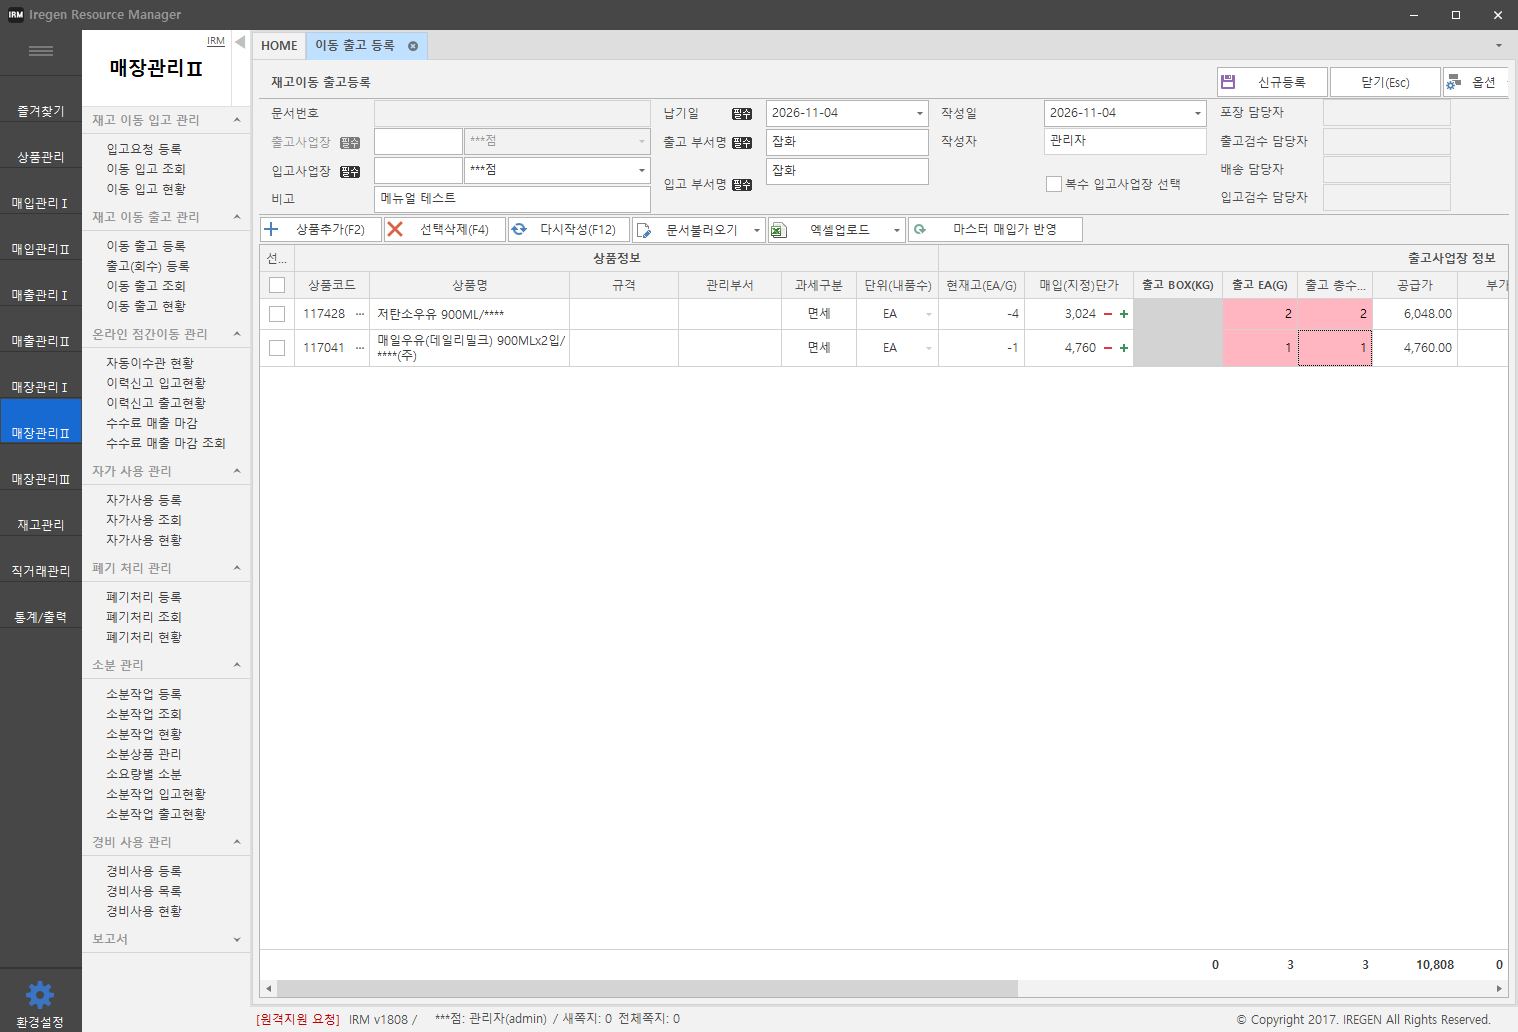 IRM Iregen Resource Manager
즐겨찾기
상품관리
매입관리 I
매입관리 II
매출관리 I
매출관리 II
매장관리 I
매장관리 II
매장관리 III
재고관리
직거래관리
통계/출력
환경설정
IRM
매장관리 II
재고 이동 입고 관리
입고요청 등록
이동 입고 조회
이동 입고 현황
재고 이동 출고 관리
이동 출고 등록
출고(회수) 등록
이동 출고 조회
이동 출고 현황
온라인 점간이동 관리
자동이수관 현황
이력신고 입고현황
이력신고 출고현황
수수료 매출 마감
수수료 매출 마감 조회
자가 사용 관리
자가사용 등록
자가사용 조회
자가사용 현황
폐기 처리 관리
폐기처리 등록
폐기처리 조회
폐기처리 현황
소분 관리
소분작업 등록
소분작업 조회
소분작업 현황
소분상품 관리
소요량별 소분
소분작업 입고현황
소분작업 출고현황
경비 사용 관리
경비사용 등록
경비사용 목록
경비사용 현황
보고서
HOME 이동 출고 등록
재고이동 출고등록 신규등록 닫기(Esc) 옵션
문서번호 납기일 필수 2026-11-04 작성일 2026-11-04 포장 담당자
출고사업장 필수 ***점 출고 부서명 필수 잡화 작성자 관리자 출고검수 담당자
입고사업장 필수 ***점 입고 부서명 필수 잡화 복수 입고사업장 선택 배송 담당자
비고 메뉴얼 테스트 입고검수 담당자
상품추가(F2) 선택삭제(F4) 다시작성(F12) 문서불러오기 엑셀업로드 마스터 매입가 반영
선... 상품정보 출고사업장 정보
상품코드 상품명 규격 관리부서 과세구분 단위(내품수) 현재고(EA/G) 매입(지정)단가 출고 BOX(KG) 출고 EA(G) 출고 총수... 공급가 부가
117428 ... 저탄소우유 900ML/**** 면세 EA -4 3,024 − + 2 2 6,048.00
117041 ... 매일우유(데일리밀크) 900MLx2입/****(주) 면세 EA -1 4,760 − + 1 1 4,760.00
0 3 3 10,808 0
[원격지원 요청] IRM v1808 / ***점: 관리자(admin) / 새쪽지: 0 전체쪽지: 0
© Copyright 2017. IREGEN All Rights Reserved.